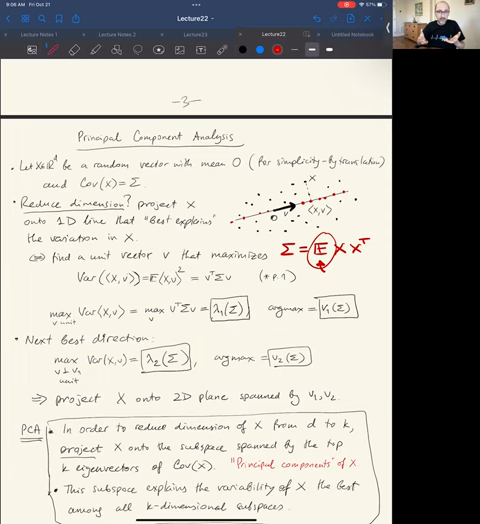 9:06 AM Fri Oct 21
57%
Lecture22
Lecture Notes 1
Lecture Notes 2
Lecture23
Lecture22
Untitled Notebook
-3-
Principal Component Analysis
• Let X∈ℝᵈ be a random vector with mean 0 (for simplicity - by translation)
and Cov(X) = Σ.
• Reduce dimension? project X
onto 1D line that "best explains"
the variation in X.
⇔ find a unit vector v that maximizes
Var(⟨X,v⟩) = 𝔼⟨X,v⟩² = vᵀΣv (* p.1)
X
0
v
⟨X,v⟩
Σ = 𝔼 X Xᵀ
max Var⟨X,v⟩ = max vᵀΣv = λ₁(Σ), argmax = v₁(Σ)
v unit v
• Next best direction:
max Var⟨X,v⟩ = λ₂(Σ), argmax = v₂(Σ)
v⊥v₁
unit
⇒ project X onto 2D plane spanned by v₁, v₂.
PCA
• In order to reduce dimension of X from d to k,
project X onto the subspace spanned by the top
k eigenvectors of Cov(X). "Principal components" of X.
• This subspace explains the variability of X the best
among all k-dimensional subspaces.